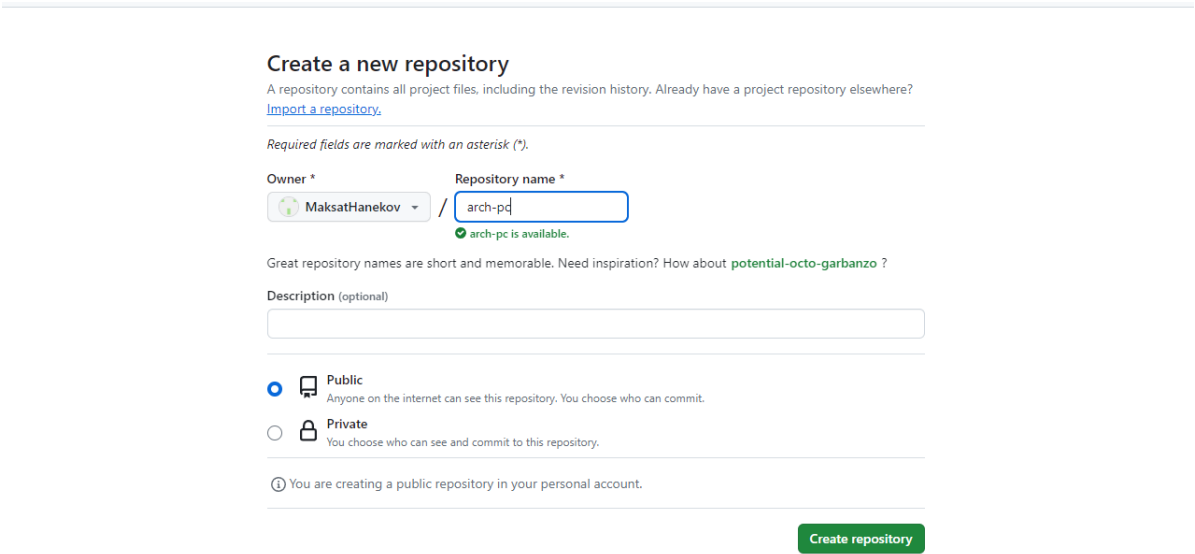 Create a new repository
A repository contains all project files, including the revision history. Already have a project repository elsewhere?
Import a repository.
Required fields are marked with an asterisk (*).
Owner * Repository name *
MaksatHanekov / arch-pc
arch-pc is available.
Great repository names are short and memorable. Need inspiration? How about potential-octo-garbanzo ?
Description (optional)
Public
Anyone on the internet can see this repository. You choose who can commit.
Private
You choose who can see and commit to this repository.
You are creating a public repository in your personal account.
Create repository